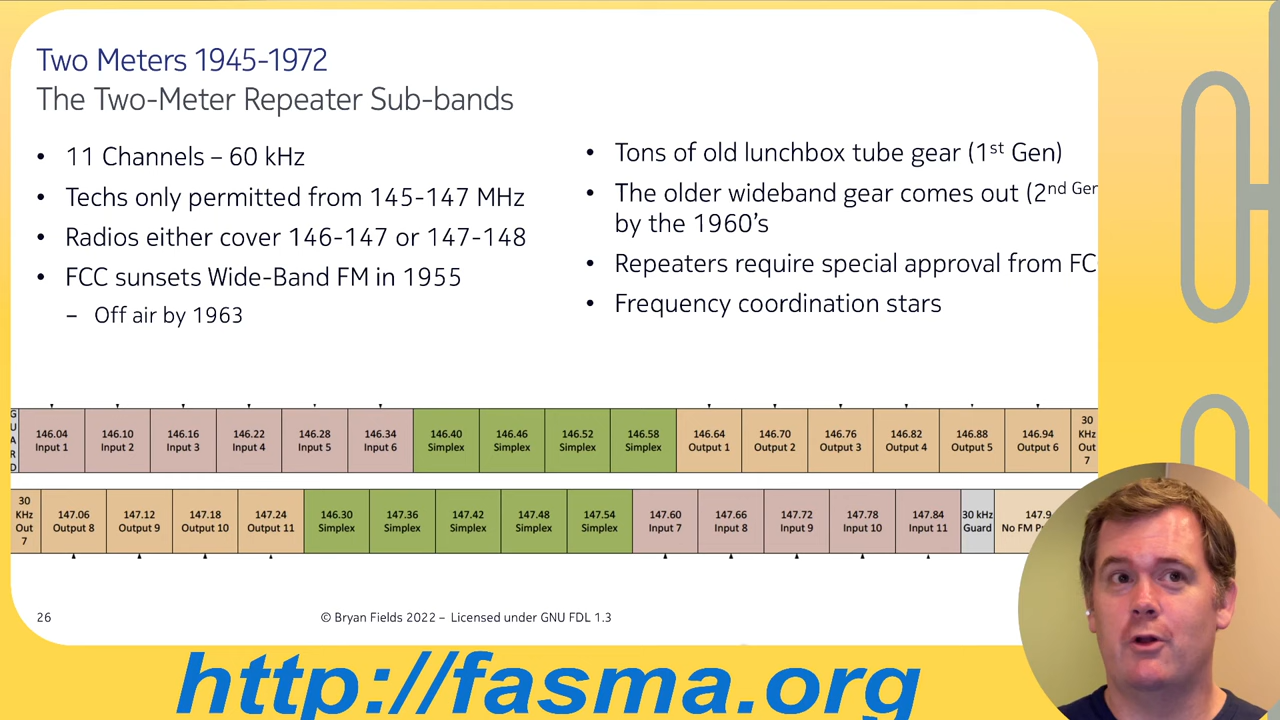 Two Meters 1945-1972
The Two-Meter Repeater Sub-bands
• 11 Channels – 60 kHz
• Techs only permitted from 145-147 MHz
• Radios either cover 146-147 or 147-148
• FCC sunsets Wide-Band FM in 1955
– Off air by 1963
• Tons of old lunchbox tube gear (1st Gen)
• The older wideband gear comes out (2nd Gen
by the 1960's
• Repeaters require special approval from FC
• Frequency coordination stars
GUARD
146.04 Input 1
146.10 Input 2
146.16 Input 3
146.22 Input 4
146.28 Input 5
146.34 Input 6
146.40 Simplex
146.46 Simplex
146.52 Simplex
146.58 Simplex
146.64 Output 1
146.70 Output 2
146.76 Output 3
146.82 Output 4
146.88 Output 5
146.94 Output 6
30 KHz Out 7
30 KHz Out 7
147.06 Output 8
147.12 Output 9
147.18 Output 10
147.24 Output 11
146.30 Simplex
147.36 Simplex
147.42 Simplex
147.48 Simplex
147.54 Simplex
147.60 Input 7
147.66 Input 8
147.72 Input 9
147.78 Input 10
147.84 Input 11
30 kHz Guard
147.9 No FM
26
© Bryan Fields 2022 – Licensed under GNU FDL 1.3
http://fasma.org